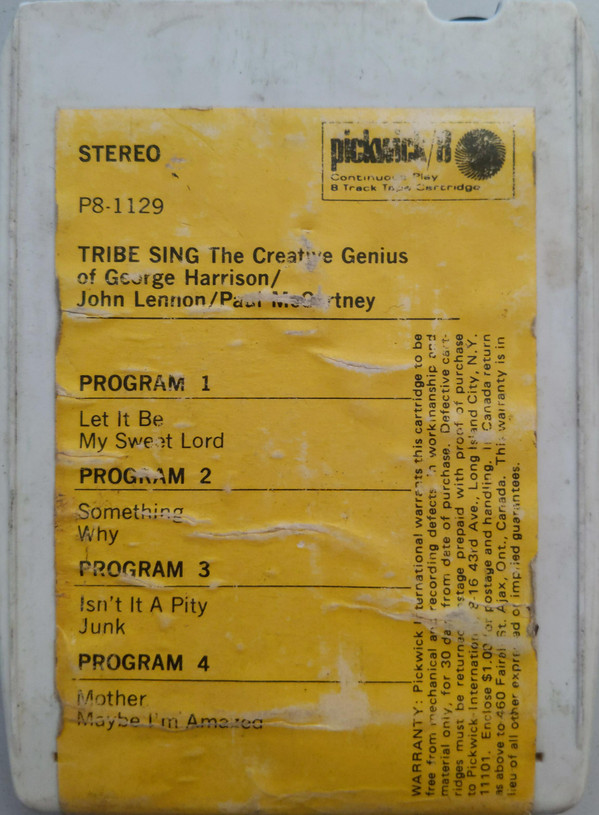 STEREO
pickwick/8
Continuous Play
8 Track Tape Cartridge
P8-1129
TRIBE SING The Creative Genius
of George Harrison/
John Lennon/Paul McCartney
PROGRAM 1
Let It Be
My Sweet Lord
PROGRAM 2
Something
Why
PROGRAM 3
Isn't It A Pity
Junk
PROGRAM 4
Mother
Maybe I'm Amazed
WARRANTY: Pickwick International warrants this cartridge to be
free from mechanical and recording defects in workmanship and
material only, for 30 days from date of purchase. Defective cart-
ridges must be returned postage prepaid with proof of purchase
to Pickwick International, 8-16 43rd Ave., Long Island City, N.Y.
11101. Enclose $1.00 for postage and handling. In Canada return
as above to 460 St. Ajax, Ont., Canada. This warranty is in
lieu of all other expressed or implied guarantees.